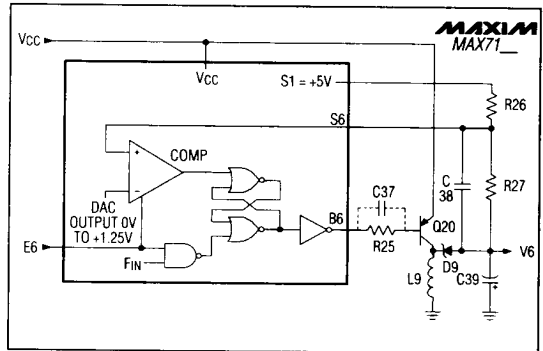 MAXIM
MAX71__
VCC
VCC
S1 = +5V
R26
S6
COMP
DAC
OUTPUT 0V
TO +1.25V
C
38
R27
C37
B6
R25
Q20
E6
FIN
L9
D9
C39
V6